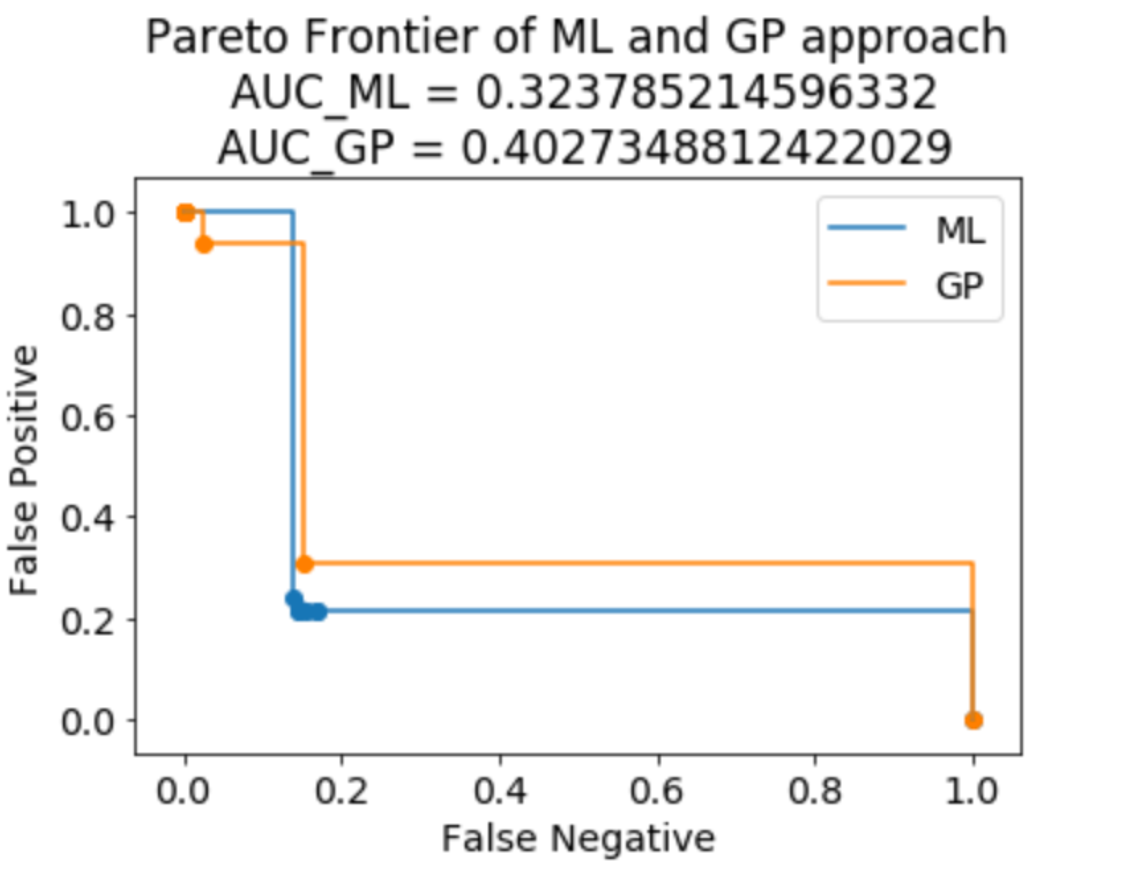 Pareto Frontier of ML and GP approach
AUC_ML = 0.323785214596332
AUC_GP = 0.4027348812422029
ML
GP
False Positive
1.0
0.8
0.6
0.4
0.2
0.0
0.0 0.2 0.4 0.6 0.8 1.0
False Negative